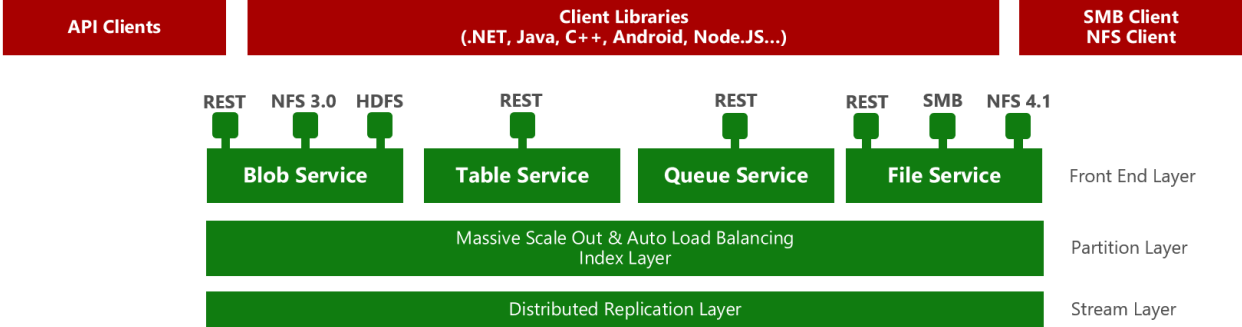 API Clients
Client Libraries
(.NET, Java, C++, Android, Node.JS...)
SMB Client
NFS Client
REST NFS 3.0 HDFS REST REST REST SMB NFS 4.1
Blob Service Table Service Queue Service File Service Front End Layer
Massive Scale Out & Auto Load Balancing
Index Layer
Partition Layer
Distributed Replication Layer Stream Layer